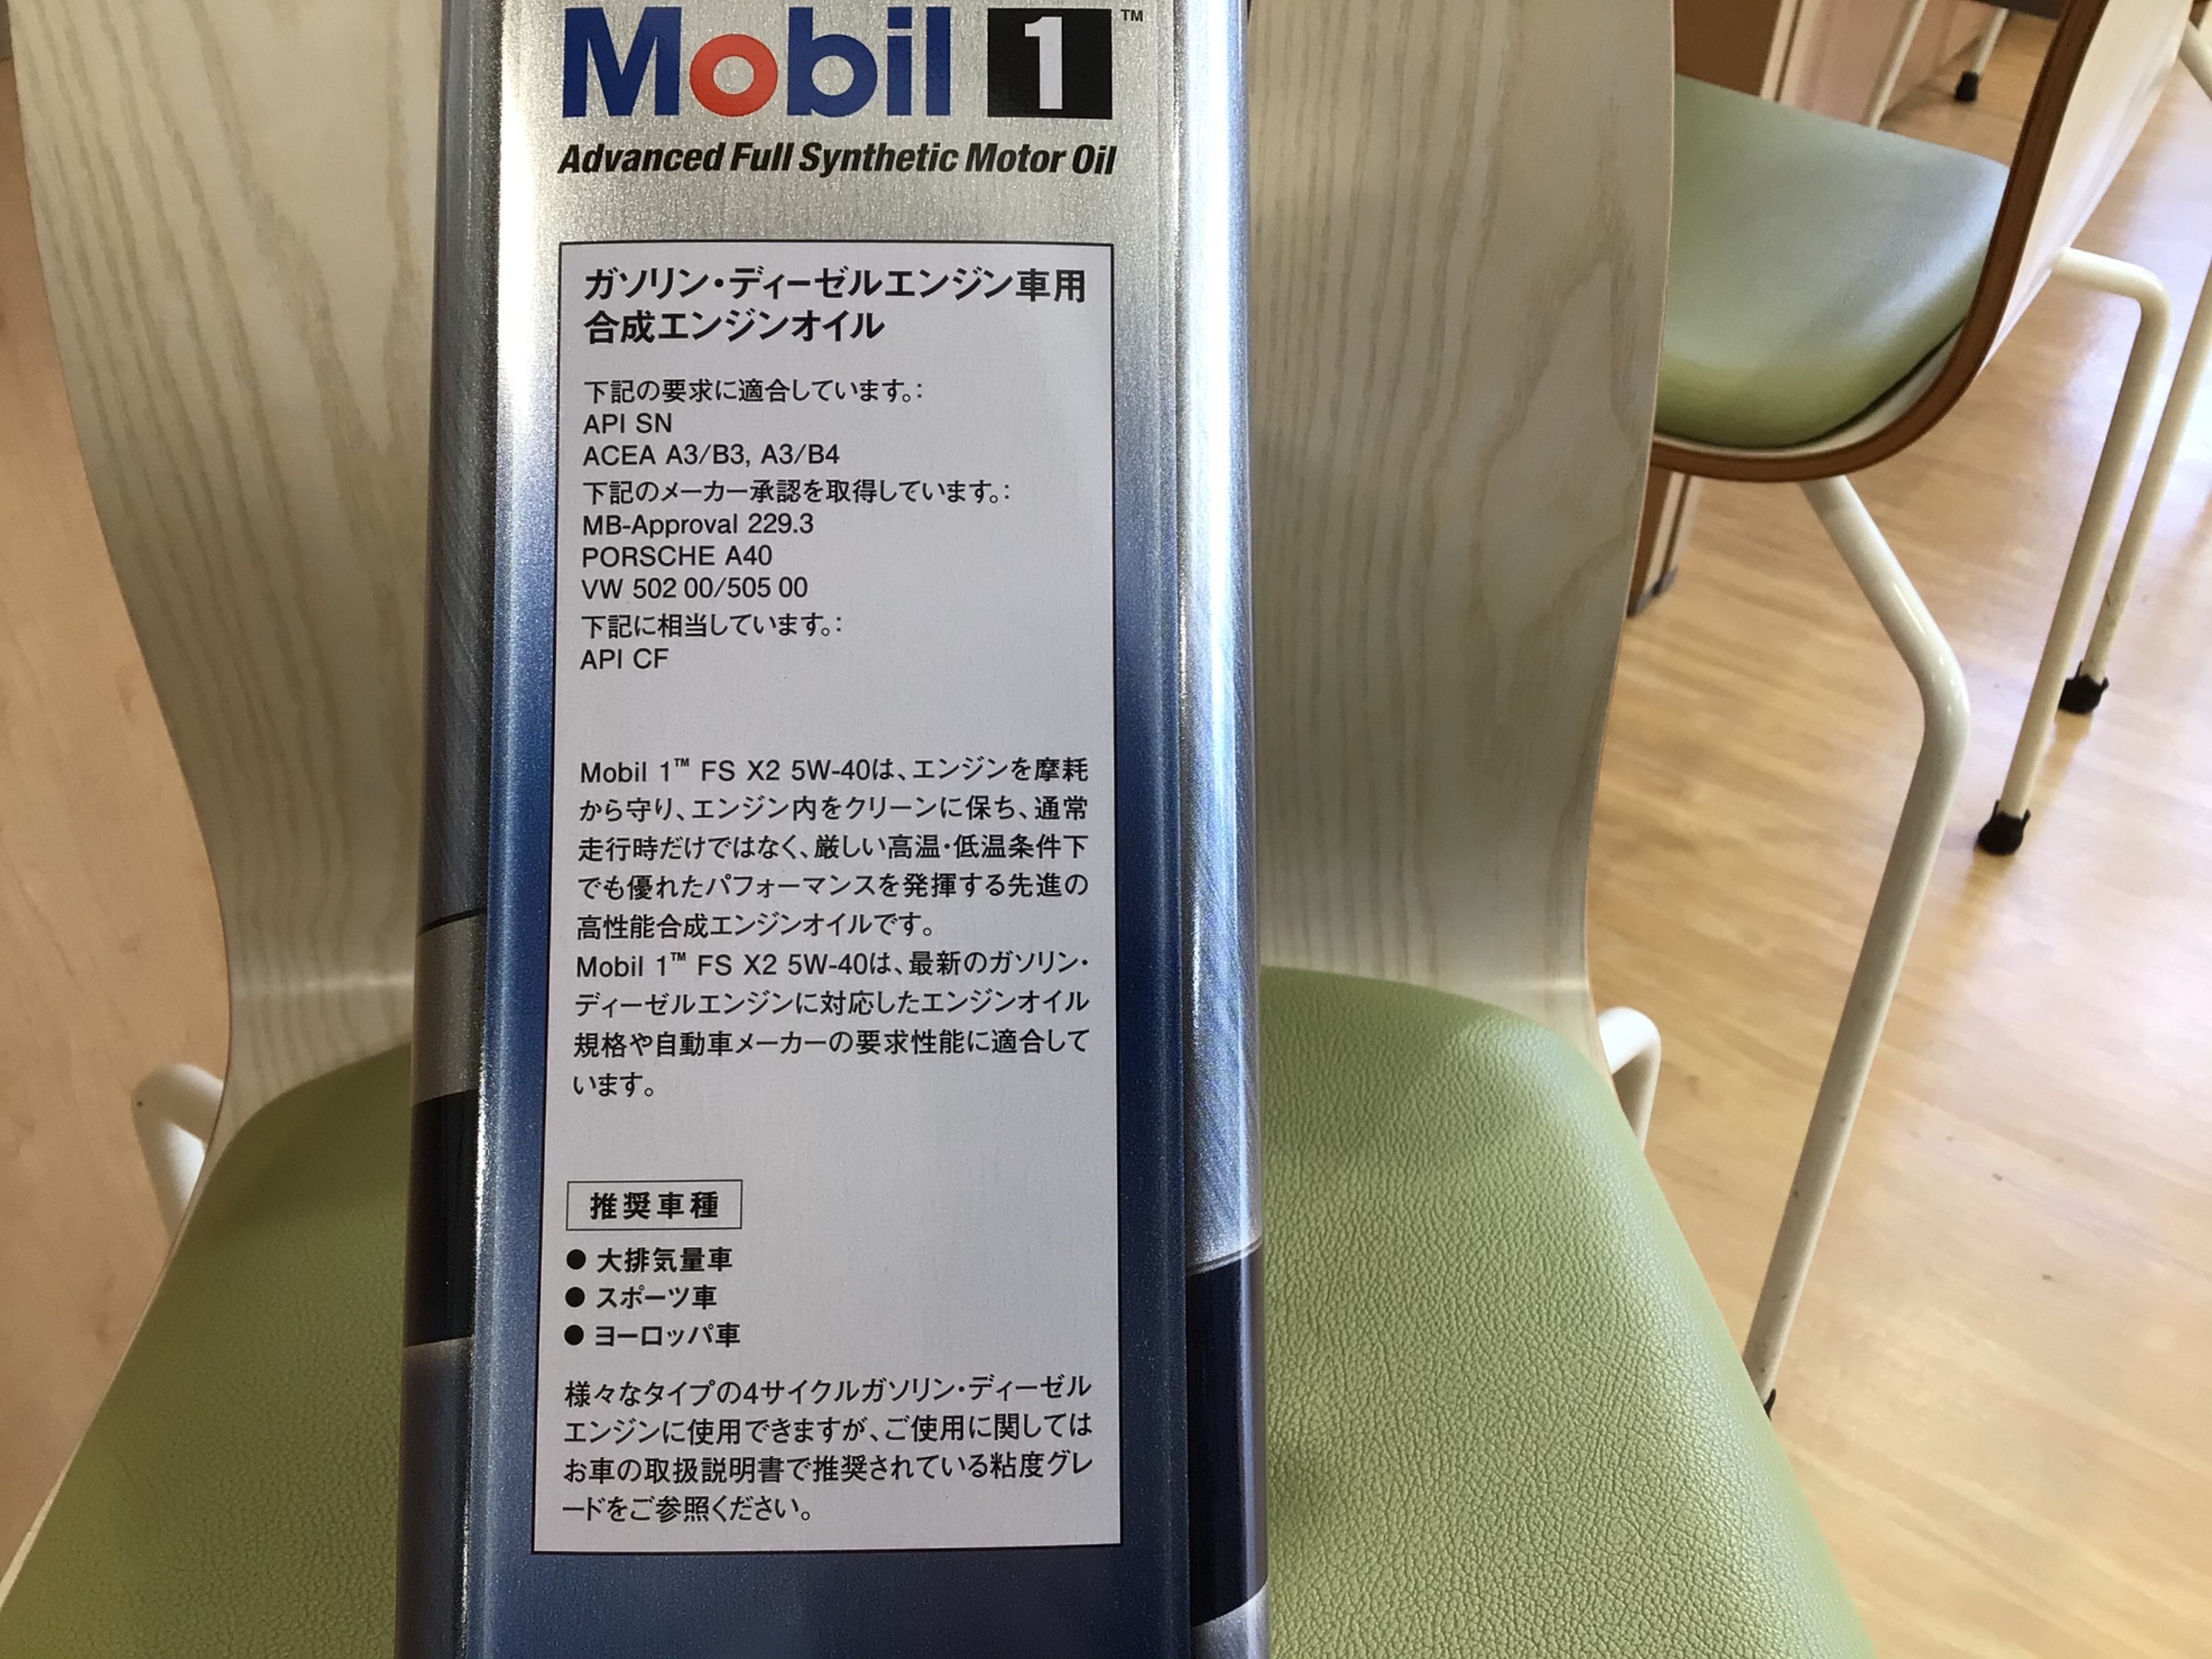 Mobil 1™
Advanced Full Synthetic Motor Oil
ガソリン・ディーゼルエンジン車用
合成エンジンオイル
下記の要求に適合しています。:
API SN
ACEA A3/B3, A3/B4
下記のメーカー承認を取得しています。:
MB-Approval 229.3
PORSCHE A40
VW 502 00/505 00
下記に相当しています。:
API CF
Mobil 1™ FS X2 5W-40は、エンジンを摩耗
から守り、エンジン内をクリーンに保ち、通常
走行時だけではなく、厳しい高温・低温条件下
でも優れたパフォーマンスを発揮する先進の
高性能合成エンジンオイルです。
Mobil 1™ FS X2 5W-40は、最新のガソリン・
ディーゼルエンジンに対応したエンジンオイル
規格や自動車メーカーの要求性能に適合して
います。
推奨車種
● 大排気量車
● スポーツ車
● ヨーロッパ車
様々なタイプの4サイクルガソリン・ディーゼル
エンジンに使用できますが、ご使用に関しては
お車の取扱説明書で推奨されている粘度グレ
ードをご参照ください。